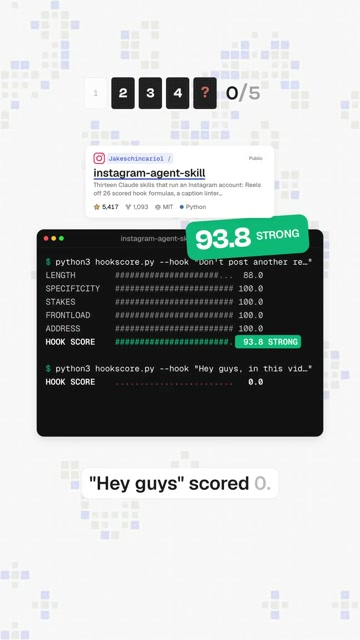 1 2 3 4 ? 0/5
Jakeschincariol / Public
instagram-agent-skill
Thirteen Claude skills that run an Instagram account: Reels
off 26 scored hook formulas, a caption linter...
5,417 1,093 MIT Python
93.8 STRONG
instagram-agent-sk
$ python3 hookscore.py --hook "Don't post another re…"
LENGTH ######################... 88.0
SPECIFICITY ######################### 100.0
STAKES ######################### 100.0
FRONTLOAD ######################### 100.0
ADDRESS ######################### 100.0
HOOK SCORE ########################. 93.8 STRONG
$ python3 hookscore.py --hook "Hey guys, in this vid…"
HOOK SCORE ......................... 0.0
"Hey guys" scored 0.